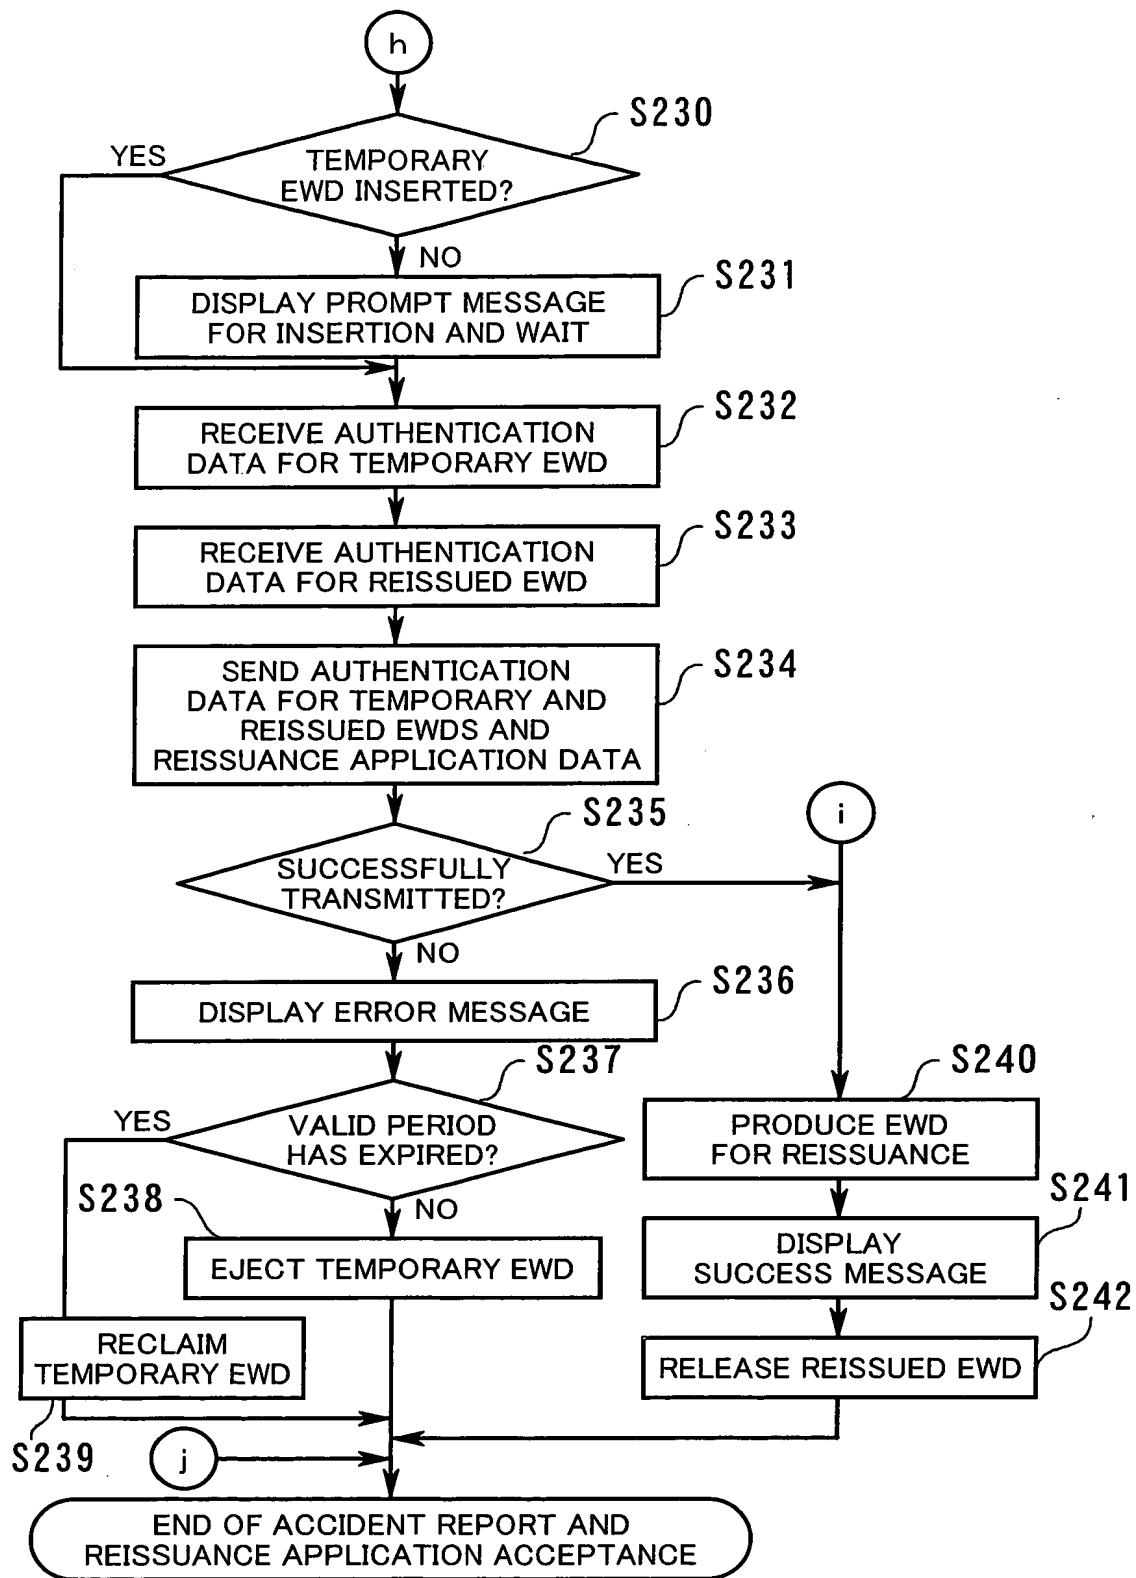 h
S230
YES
TEMPORARY
EWD INSERTED?
NO
S231
DISPLAY PROMPT MESSAGE
FOR INSERTION AND WAIT
S232
RECEIVE AUTHENTICATION
DATA FOR TEMPORARY EWD
S233
RECEIVE AUTHENTICATION
DATA FOR REISSUED EWD
S234
SEND AUTHENTICATION
DATA FOR TEMPORARY AND
REISSUED EWDS AND
REISSUANCE APPLICATION DATA
S235
i
SUCCESSFULLY
TRANSMITTED?
YES
NO
S236
DISPLAY ERROR MESSAGE
S237
YES
VALID PERIOD
HAS EXPIRED?
NO
S238
EJECT TEMPORARY EWD
RECLAIM
TEMPORARY EWD
S239
S240
PRODUCE EWD
FOR REISSUANCE
S241
DISPLAY
SUCCESS MESSAGE
S242
RELEASE REISSUED EWD
j
END OF ACCIDENT REPORT AND
REISSUANCE APPLICATION ACCEPTANCE